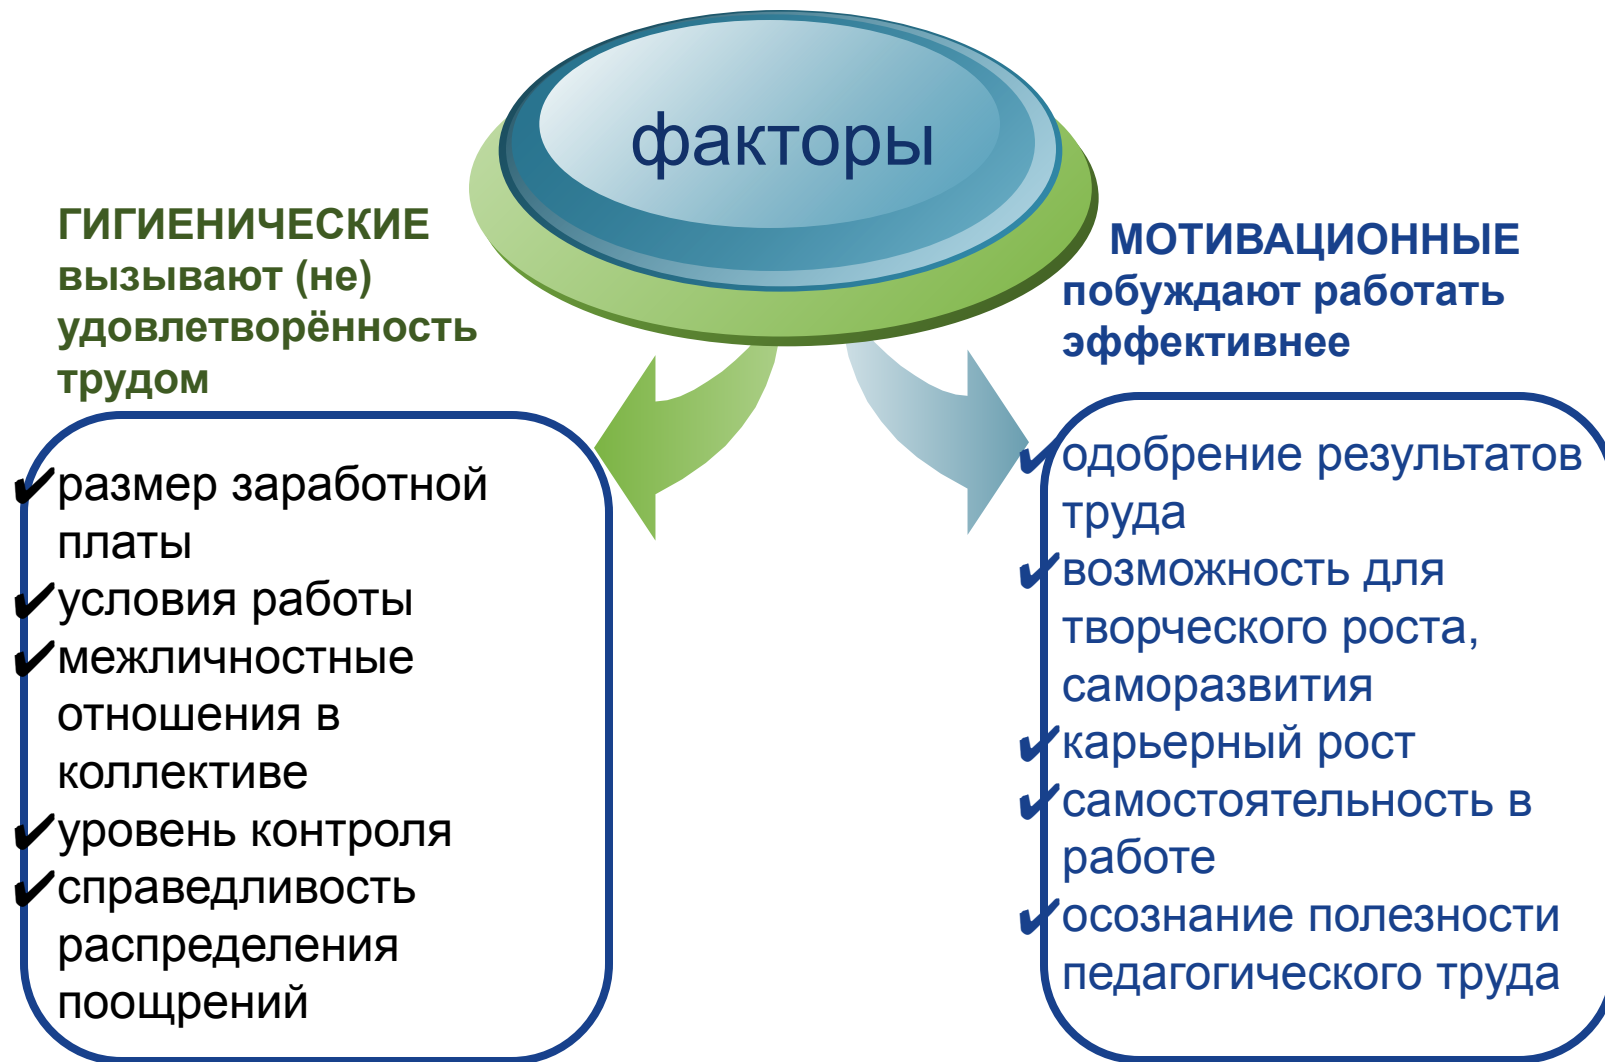 факторы
ГИГИЕНИЧЕСКИЕ
вызывают (не)
удовлетворённость
трудом
✔размер заработной
платы
✔условия работы
✔межличностные
отношения в
коллективе
✔уровень контроля
✔справедливость
распределения
поощрений
МОТИВАЦИОННЫЕ
побуждают работать
эффективнее
✔одобрение результатов
труда
✔возможность для
творческого роста,
саморазвития
✔карьерный рост
✔самостоятельность в
работе
✔осознание полезности
педагогического труда